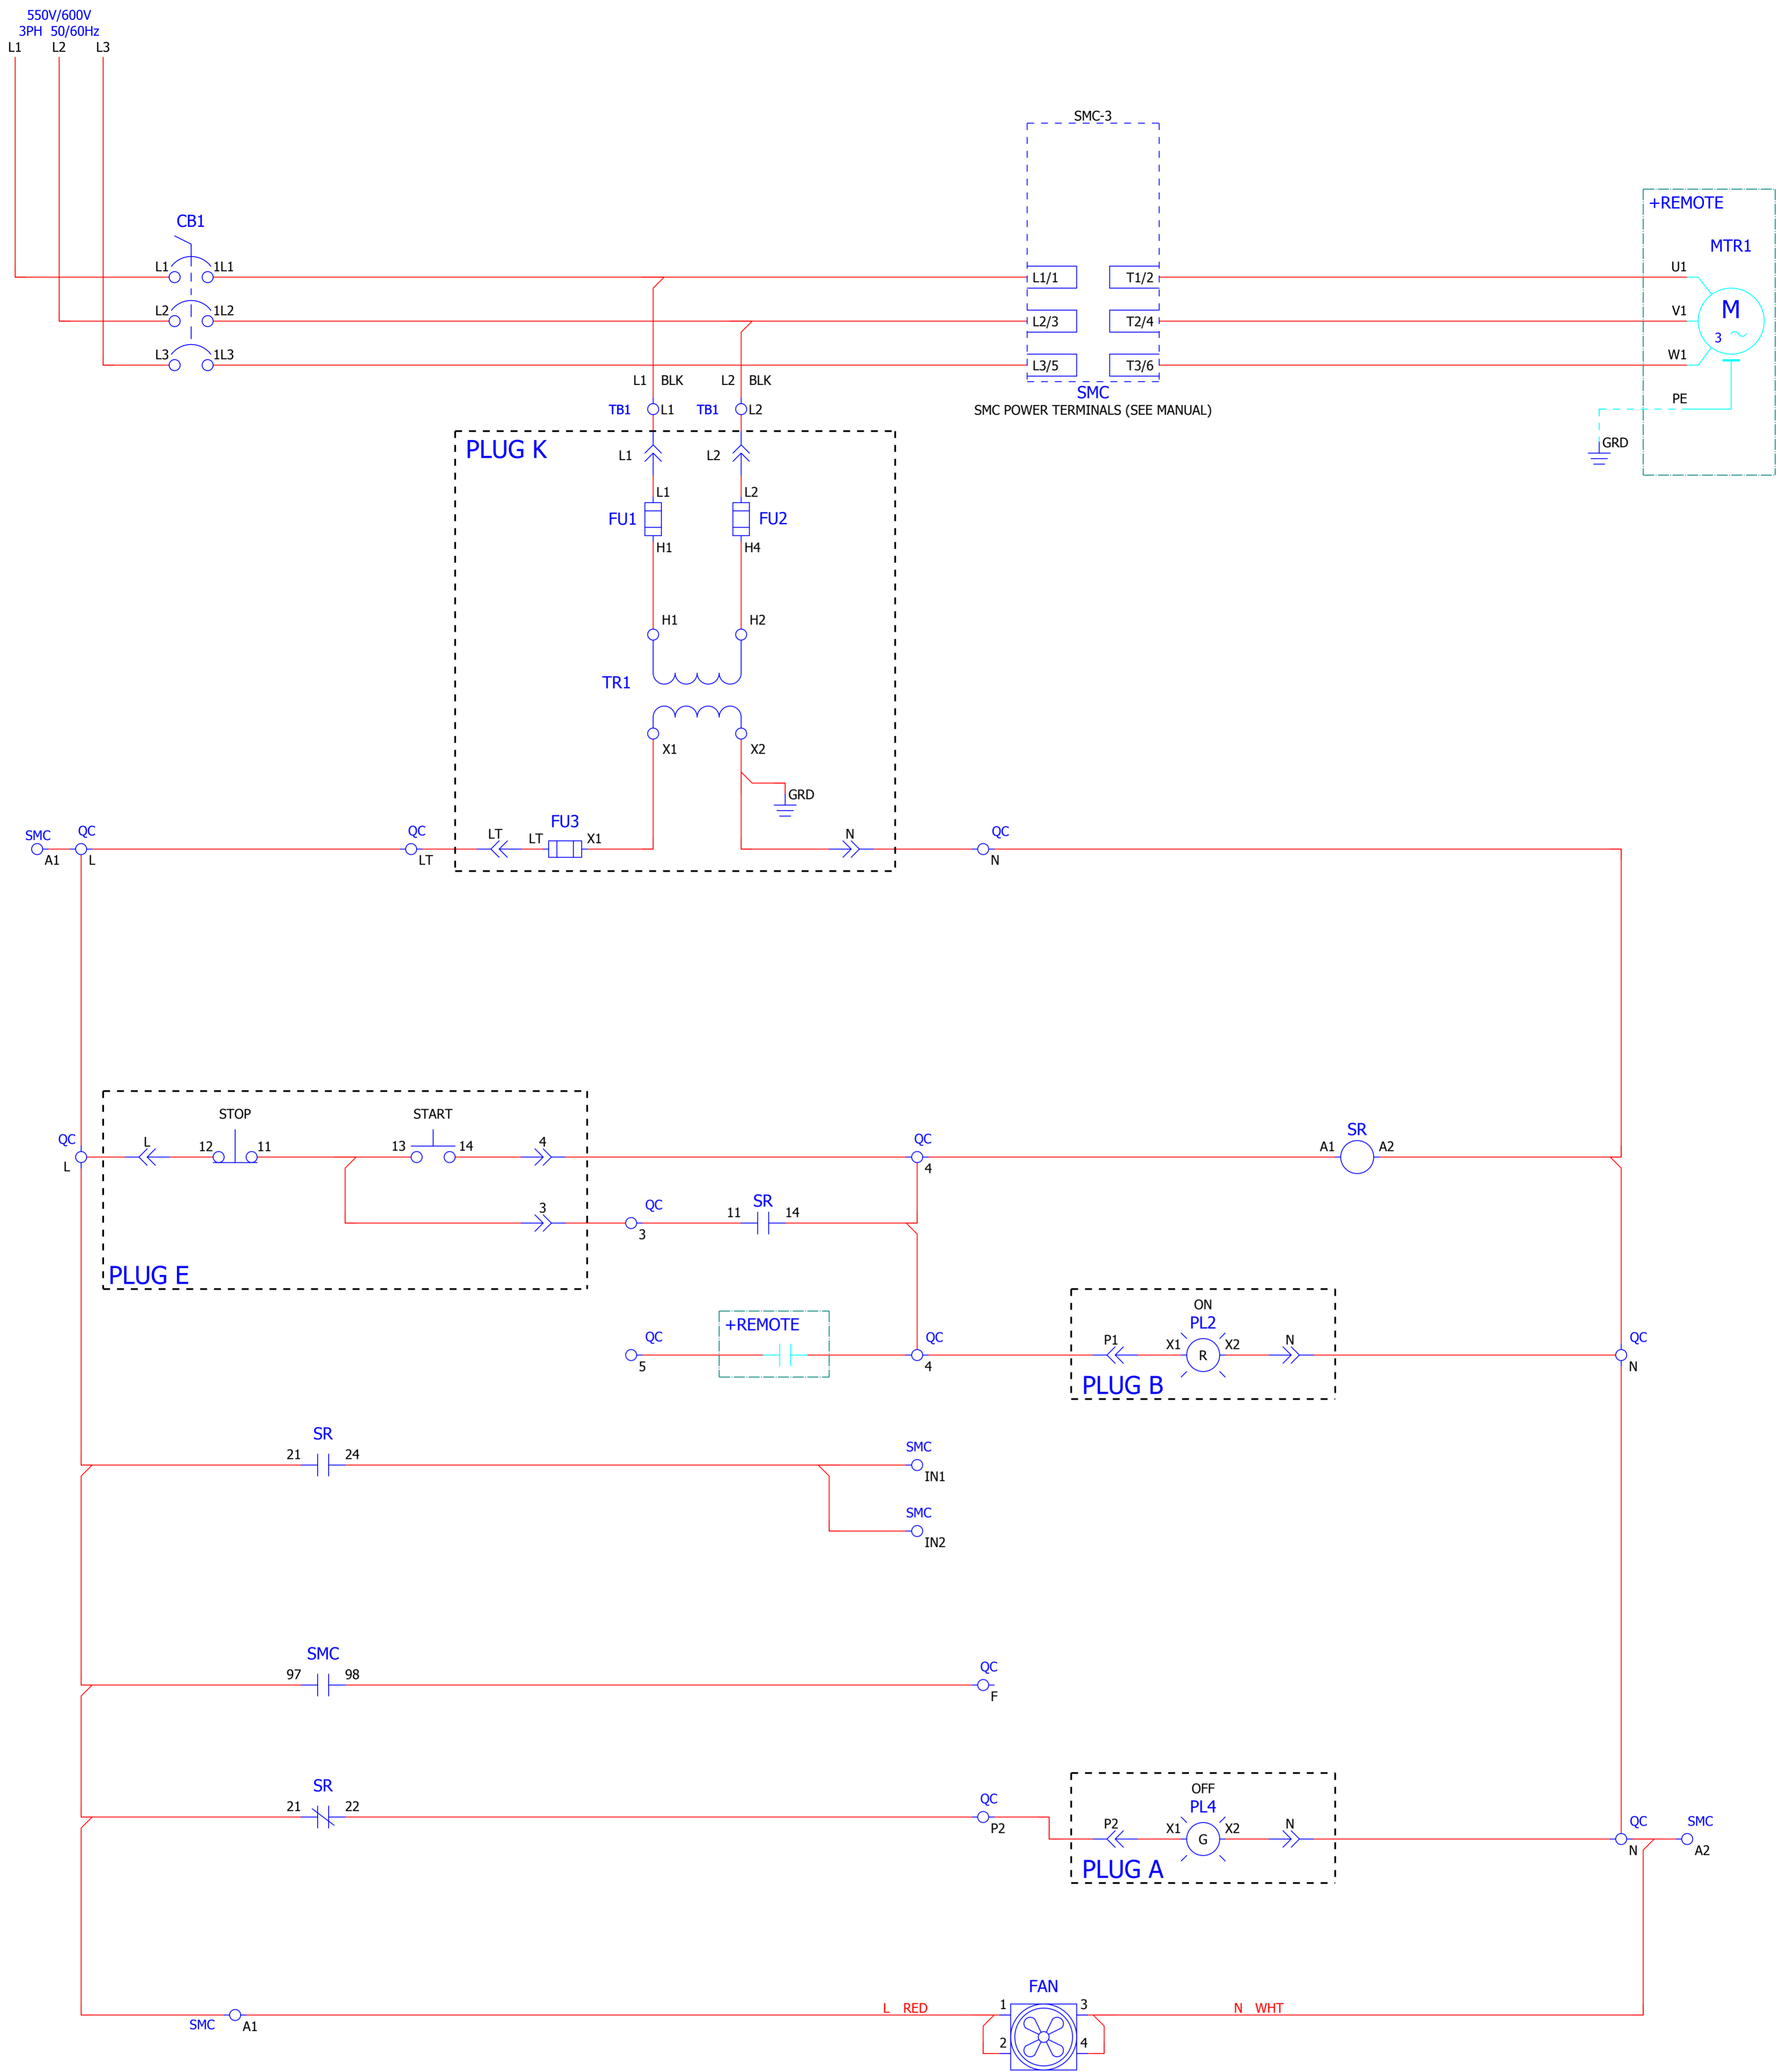 550V/600V
3PH 50/60Hz
L1 L2 L3
SMC-3
+REMOTE
CB1
MTR1
L1 1L1 L1/1 T1/2 U1
L2 1L2 L2/3 T2/4 V1
M
3
L3 1L3 L3/5 T3/6 W1
L1 BLK L2 BLK
SMC
PE
TB1 L1 TB1 L2
SMC POWER TERMINALS (SEE MANUAL)
GRD
PLUG K
L1 L2
L1 L2
FU1 FU2
H1 H4
H1 H2
TR1
X1 X2
GRD
FU3
SMC QC QC LT LT X1 N QC
A1 L LT N
STOP START
QC L 12 11 13 14 4 QC SR
A1 A2
L 4
3 QC 11 SR 14
3
PLUG E
ON
+REMOTE PL2
QC QC P1 X1 R X2 N QC
5 4 N
PLUG B
SR SMC
21 24 IN1
SMC
IN2
SMC QC
97 98 F
SR OFF
21 22 QC PL4
P2 P2 X1 G X2 N QC SMC
N A2
PLUG A
FAN
L RED 1 3 N WHT
SMC A1
2 4